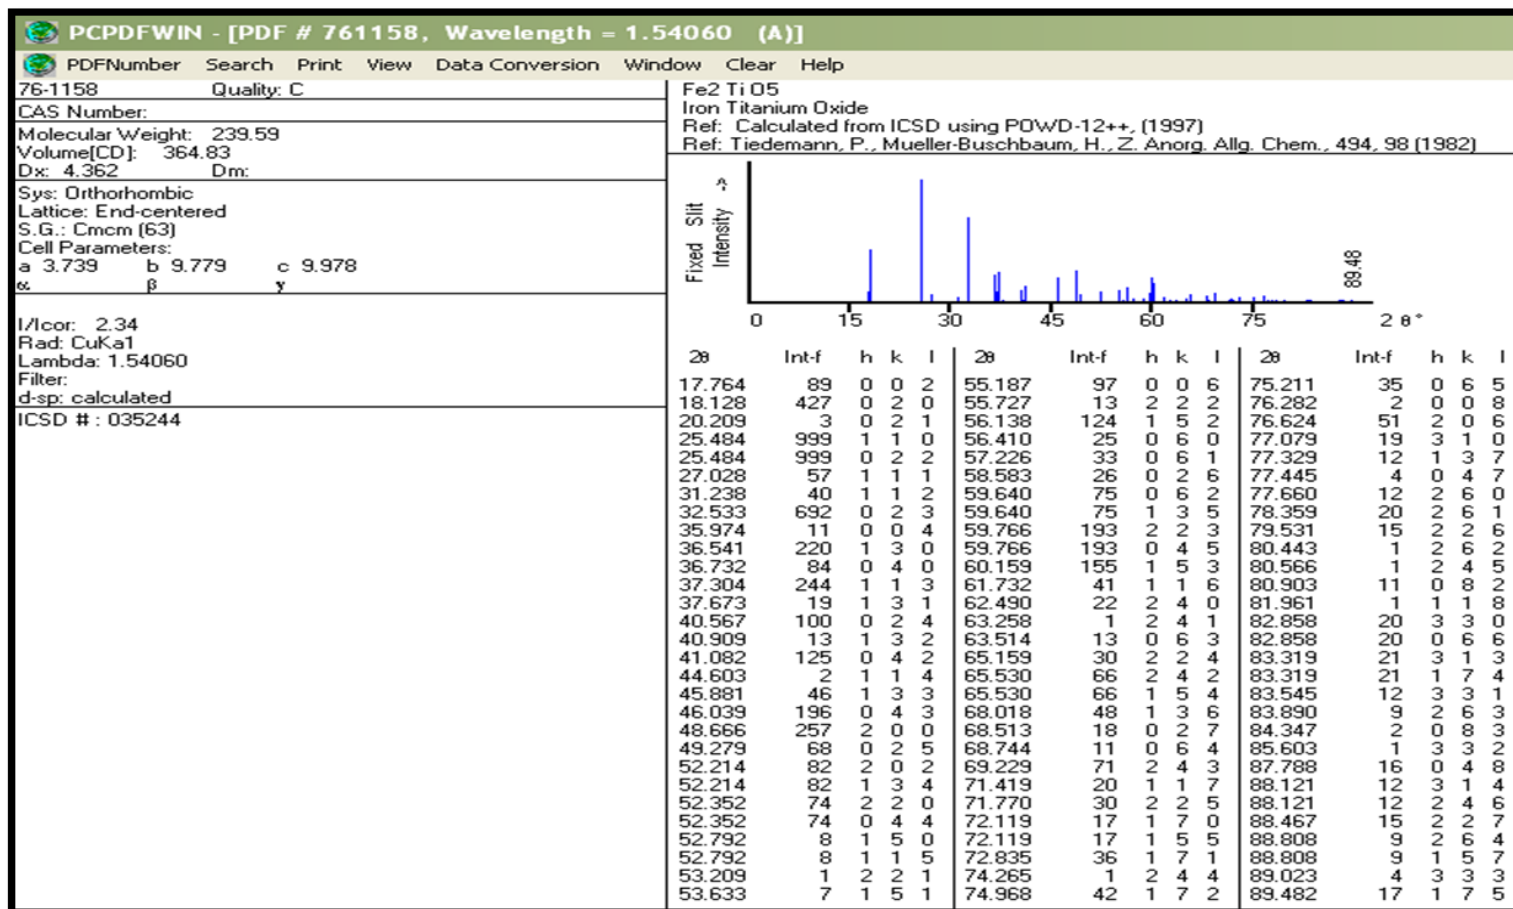 PCPDFWIN - [PDF # 761158, Wavelength = 1.54060 (A)]
PDFNumber Search Print View Data Conversion Window Clear Help
76-1158 Quality: C
CAS Number:
Molecular Weight: 239.59
Volume[CD]: 364.83
Dx: 4.362 Dm:
Sys: Orthorhombic
Lattice: End-centered
S.G.: Cmcm (63)
Cell Parameters:
a 3.739 b 9.779 c 9.978
α β γ
I/Icor: 2.34
Rad: CuKa1
Lambda: 1.54060
Filter:
d-sp: calculated
ICSD # : 035244
Fe2 Ti O5
Iron Titanium Oxide
Ref: Calculated from ICSD using POWD-12++, (1997)
Ref: Tiedemann, P., Mueller-Buschbaum, H., Z. Anorg. Allg. Chem., 494, 98 (1982)
Fixed Slit
Intensity ->
89.48
0 15 30 45 60 75 2 θ°
2θ Int-f h k l 2θ Int-f h k l 2θ Int-f h k l
17.764 89 0 0 2 55.187 97 0 0 6 75.211 35 0 6 5
18.128 427 0 2 0 55.727 13 2 2 2 76.282 2 0 0 8
20.209 3 0 2 1 56.138 124 1 5 2 76.624 51 2 0 6
25.484 999 1 1 0 56.410 25 0 6 0 77.079 19 3 1 0
25.484 999 0 2 2 57.226 33 0 6 1 77.329 12 1 3 7
27.028 57 1 1 1 58.583 26 0 2 6 77.445 4 0 4 7
31.238 40 1 1 2 59.640 75 0 6 2 77.660 12 2 6 0
32.533 692 0 2 3 59.640 75 1 3 5 78.359 20 2 6 1
35.974 11 0 0 4 59.766 193 2 2 3 79.531 15 2 2 6
36.541 220 1 3 0 59.766 193 0 4 5 80.443 1 2 6 2
36.732 84 0 4 0 60.159 155 1 5 3 80.566 1 2 4 5
37.304 244 1 1 3 61.732 41 1 1 6 80.903 11 0 8 2
37.673 19 1 3 1 62.490 22 2 4 0 81.961 1 1 1 8
40.567 100 0 2 4 63.258 1 2 4 1 82.858 20 3 3 0
40.909 13 1 3 2 63.514 13 0 6 3 82.858 20 0 6 6
41.082 125 0 4 2 65.159 30 2 2 4 83.319 21 3 1 3
44.603 2 1 1 4 65.530 66 2 4 2 83.319 21 1 7 4
45.881 46 1 3 3 65.530 66 1 5 4 83.545 12 3 3 1
46.039 196 0 4 3 68.018 48 1 3 6 83.890 9 2 6 3
48.666 257 2 0 0 68.513 18 0 2 7 84.347 2 0 8 3
49.279 68 0 2 5 68.744 11 0 6 4 85.603 1 3 3 2
52.214 82 2 0 2 69.229 71 2 4 3 87.788 16 0 4 8
52.214 82 1 3 4 71.419 20 1 1 7 88.121 12 3 1 4
52.352 74 2 2 0 71.770 30 2 2 5 88.121 12 2 4 6
52.352 74 0 4 4 72.119 17 1 7 0 88.467 15 2 2 7
52.792 8 1 5 0 72.119 17 1 5 5 88.808 9 2 6 4
52.792 8 1 1 5 72.835 36 1 7 1 88.808 9 1 5 7
53.209 1 2 2 1 74.265 1 2 4 4 89.023 4 3 3 3
53.633 7 1 5 1 74.968 42 1 7 2 89.482 17 1 7 5